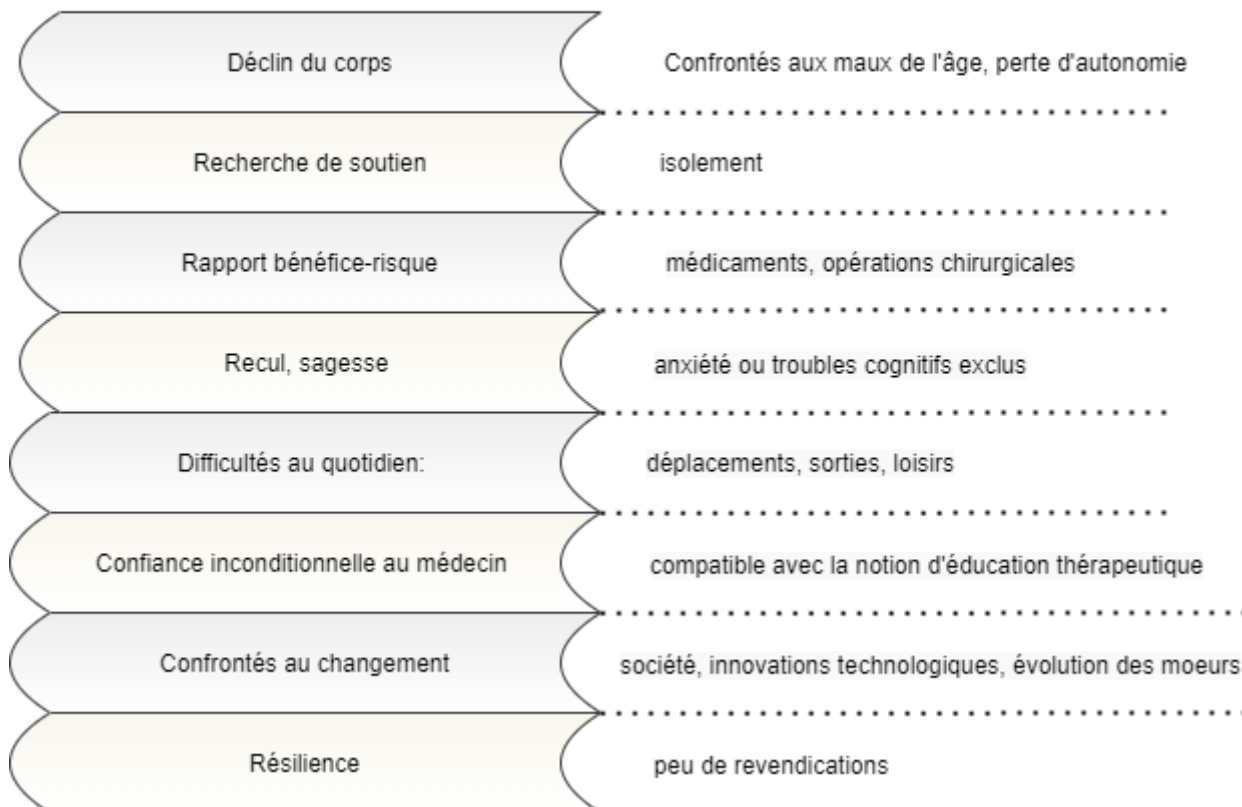 Déclin du corps
Confrontés aux maux de l'âge, perte d'autonomie
Recherche de soutien
isolement
Rapport bénéfice-risque
médicaments, opérations chirurgicales
Recul, sagesse
anxiété ou troubles cognitifs exclus
Difficultés au quotidien:
déplacements, sorties, loisirs
Confiance inconditionnelle au médecin
compatible avec la notion d'éducation thérapeutique
Confrontés au changement
société, innovations technologiques, évolution des moeurs
Résilience
peu de revendications